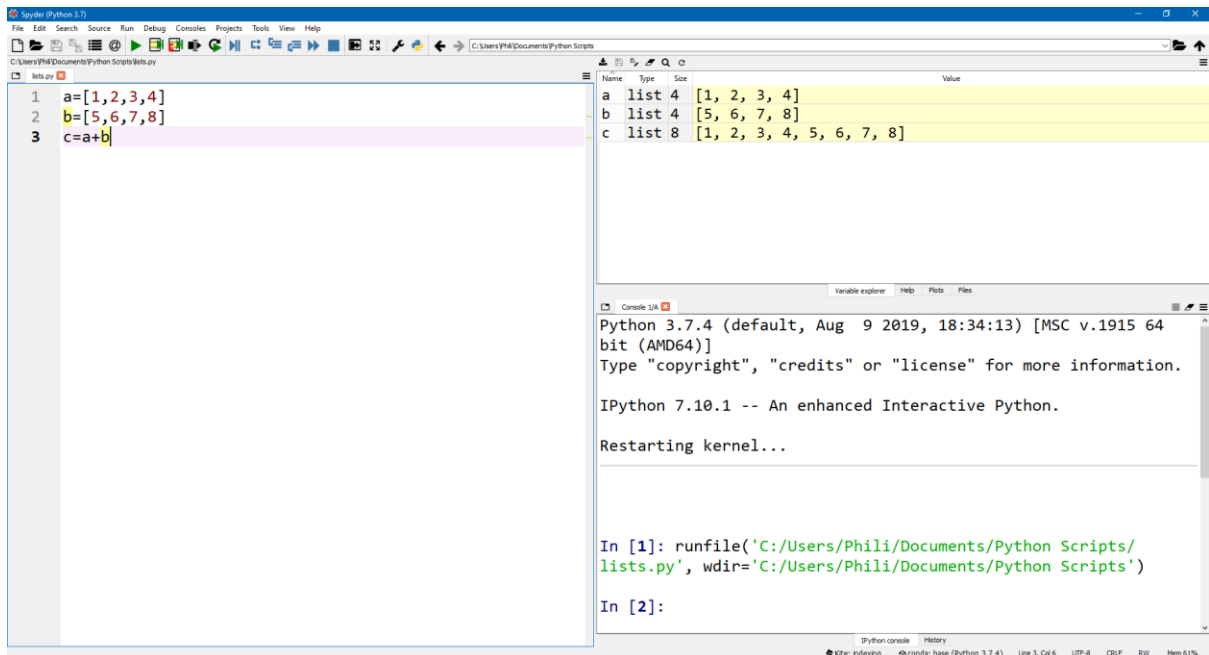 Spyder (Python 3.7)
File Edit Search Source Run Debug Consoles Projects Tools View Help
C:\Users\Phili\Documents\Python Scripts
C:\Users\Phili\Documents\Python Scripts\lists.py
lists.py
1 a=[1,2,3,4]
2 b=[5,6,7,8]
3 c=a+b
Name Type Size Value
a list 4 [1, 2, 3, 4]
b list 4 [5, 6, 7, 8]
c list 8 [1, 2, 3, 4, 5, 6, 7, 8]
Variable explorer Help Plots Files
Console 1/A
Python 3.7.4 (default, Aug  9 2019, 18:34:13) [MSC v.1915 64
bit (AMD64)]
Type "copyright", "credits" or "license" for more information.
IPython 7.10.1 -- An enhanced Interactive Python.
Restarting kernel...
In [1]: runfile('C:/Users/Phili/Documents/Python Scripts/
lists.py', wdir='C:/Users/Phili/Documents/Python Scripts')
In [2]:
IPython console History
Kite: indexing conda: base (Python 3.7.4) Line 3, Col 6 UTF-8 CRLF RW Mem 61%